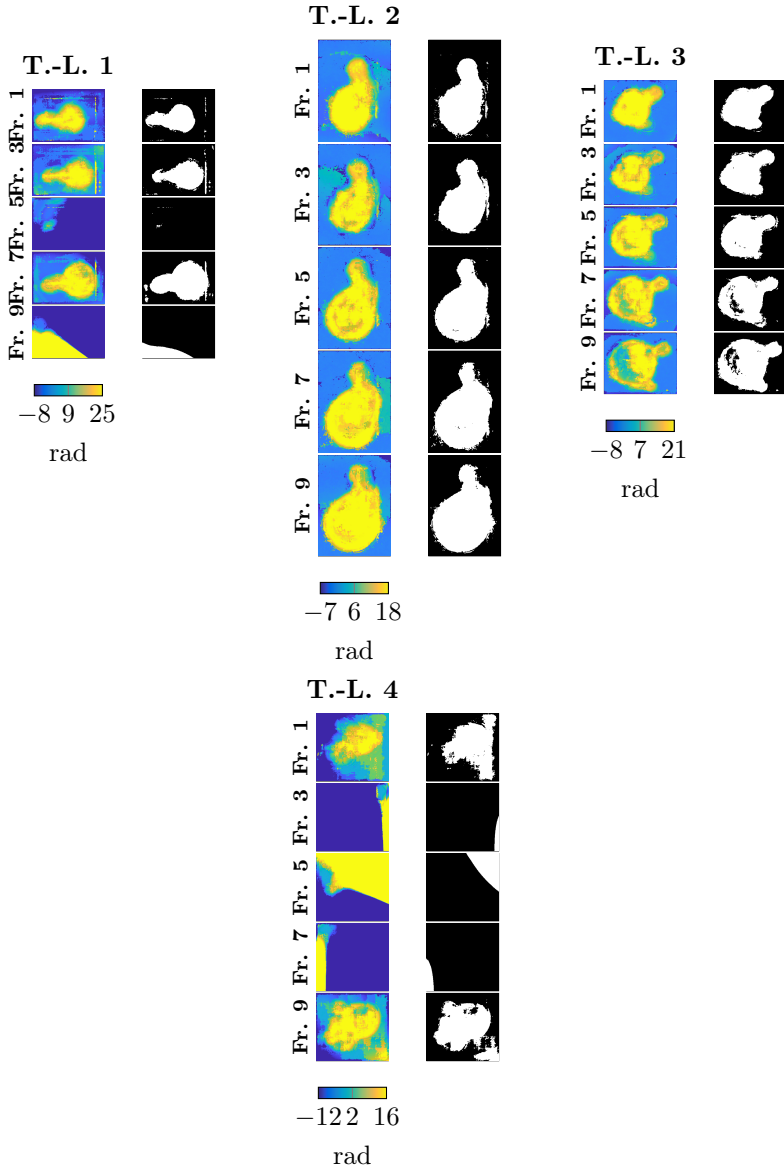 T.-L. 1
Fr. 1
Fr. 3
Fr. 5
Fr. 7
Fr. 9
−8 9 25
rad
T.-L. 2
Fr. 1
Fr. 3
Fr. 5
Fr. 7
Fr. 9
−7 6 18
rad
T.-L. 3
Fr. 1
Fr. 3
Fr. 5
Fr. 7
Fr. 9
−8 7 21
rad
T.-L. 4
Fr. 1
Fr. 3
Fr. 5
Fr. 7
Fr. 9
−12 2 16
rad